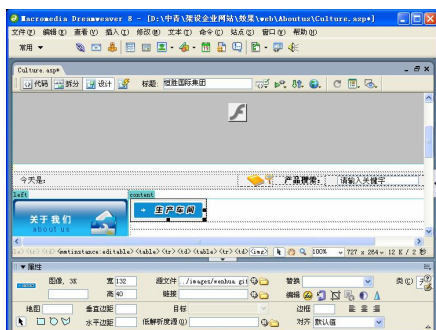 Macromedia Dreamweaver 8 - [D:\中青\架设企业网站\效果\web\Aboutus\Culture.asp*]
文件(F) 编辑(E) 查看(V) 插入(I) 修改(M) 文本(T) 命令(C) 站点(S) 窗口(W) 帮助(H)
常用
Culture.asp*
代码 拆分 设计 标题: 恒胜国际集团
今天是: 产品搜索: 请输入关键字
left content
关于我们 生产车间
about us
<mminstance:editable> <table> <tr> <td> <table> <tr> <td> <img> 100% 727 x 264 12 K / 2 秒
属性
图像, 3K 宽 132 源文件 ../images/wenhua gif 替换 类(C)
高 40 链接 编辑
地图 垂直边距 目标 边框
水平边距 低解析度源(O) 对齐 默认值